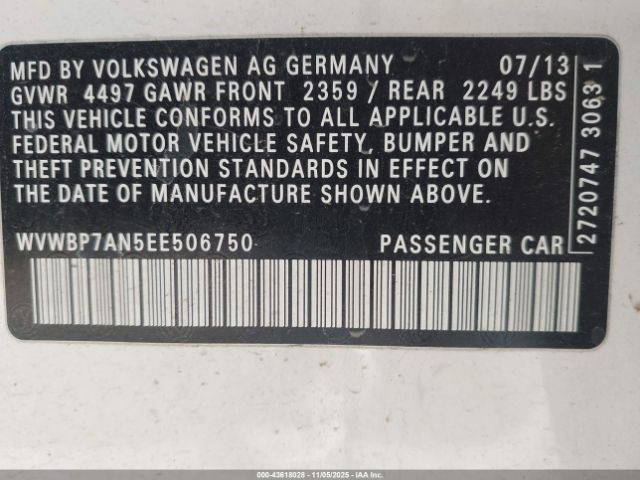 MFD BY VOLKSWAGEN AG GERMANY 07/13
GVWR 4497 GAWR FRONT 2359 / REAR 2249 LBS
THIS VEHICLE CONFORMS TO ALL APPLICABLE U.S.
FEDERAL MOTOR VEHICLE SAFETY, BUMPER AND
THEFT PREVENTION STANDARDS IN EFFECT ON
THE DATE OF MANUFACTURE SHOWN ABOVE.
WVWBP7AN5EE506750 PASSENGER CAR
2720747 3063 1
000-43618028 - 11/05/2025 - IAA Inc.